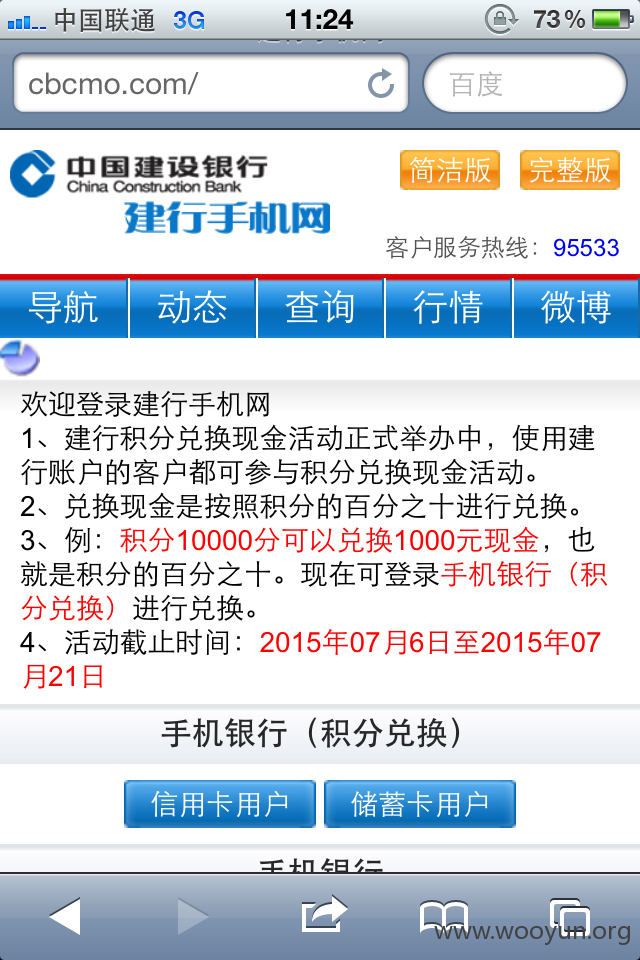 中国联通 3G 11:24 73%
cbcmo.com/ 百度
中国建设银行 简洁版 完整版
China Construction Bank
建行手机网
客户服务热线：95533
导航 动态 查询 行情 微博
欢迎登录建行手机网
1、建行积分兑换现金活动正式举办中，使用建
行账户的客户都可参与积分兑换现金活动。
2、兑换现金是按照积分的百分之十进行兑换。
3、例：积分10000分可以兑换1000元现金，也
就是积分的百分之十。现在可登录手机银行（积
分兑换）进行兑换。
4、活动截止时间：2015年07月6日至2015年07
月21日
手机银行（积分兑换）
信用卡用户 储蓄卡用户
手机银行
www.wooyun.org